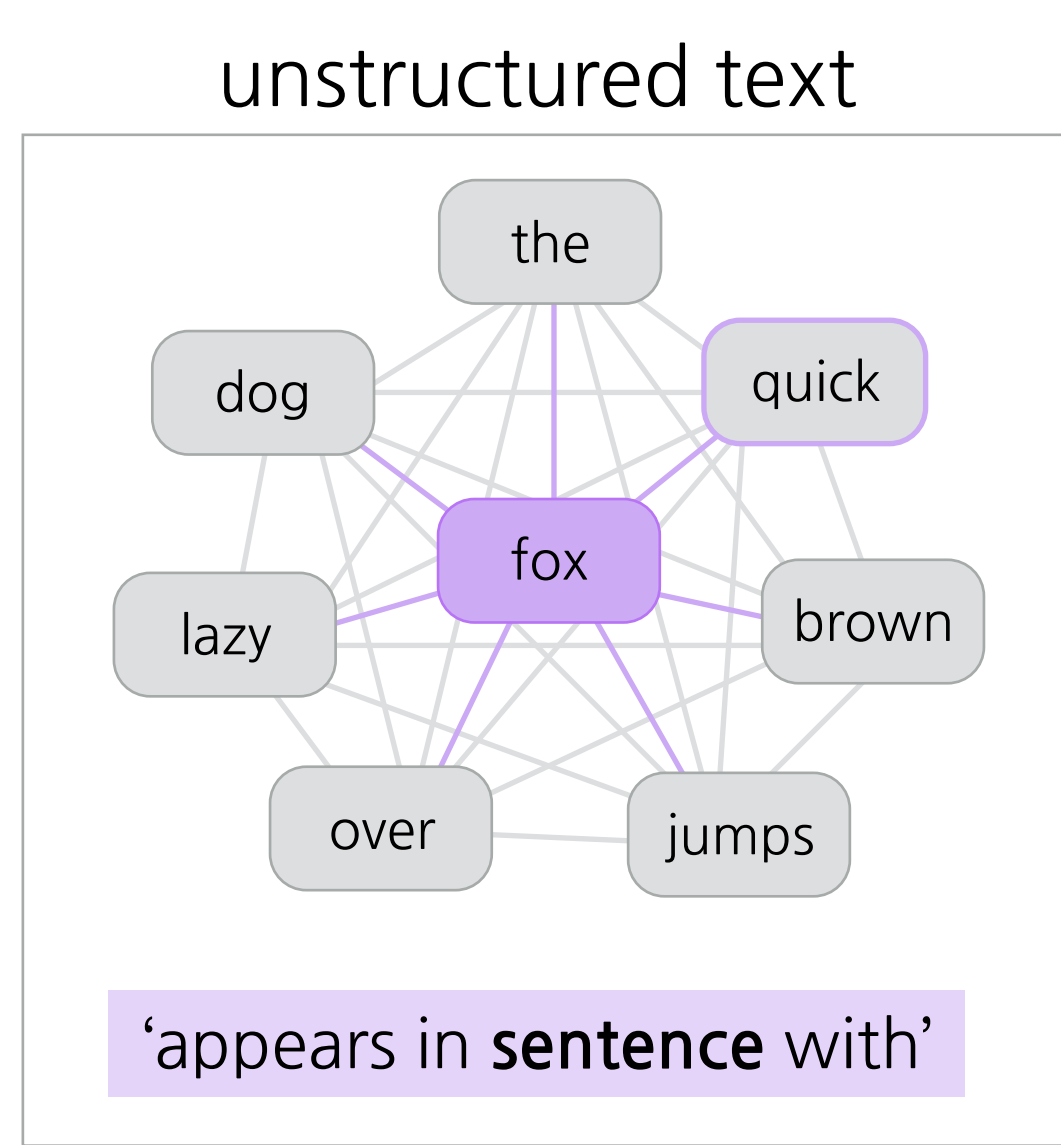 unstructured text
the
quick
dog
fox
brown
lazy
over
jumps
‘appears in sentence with’